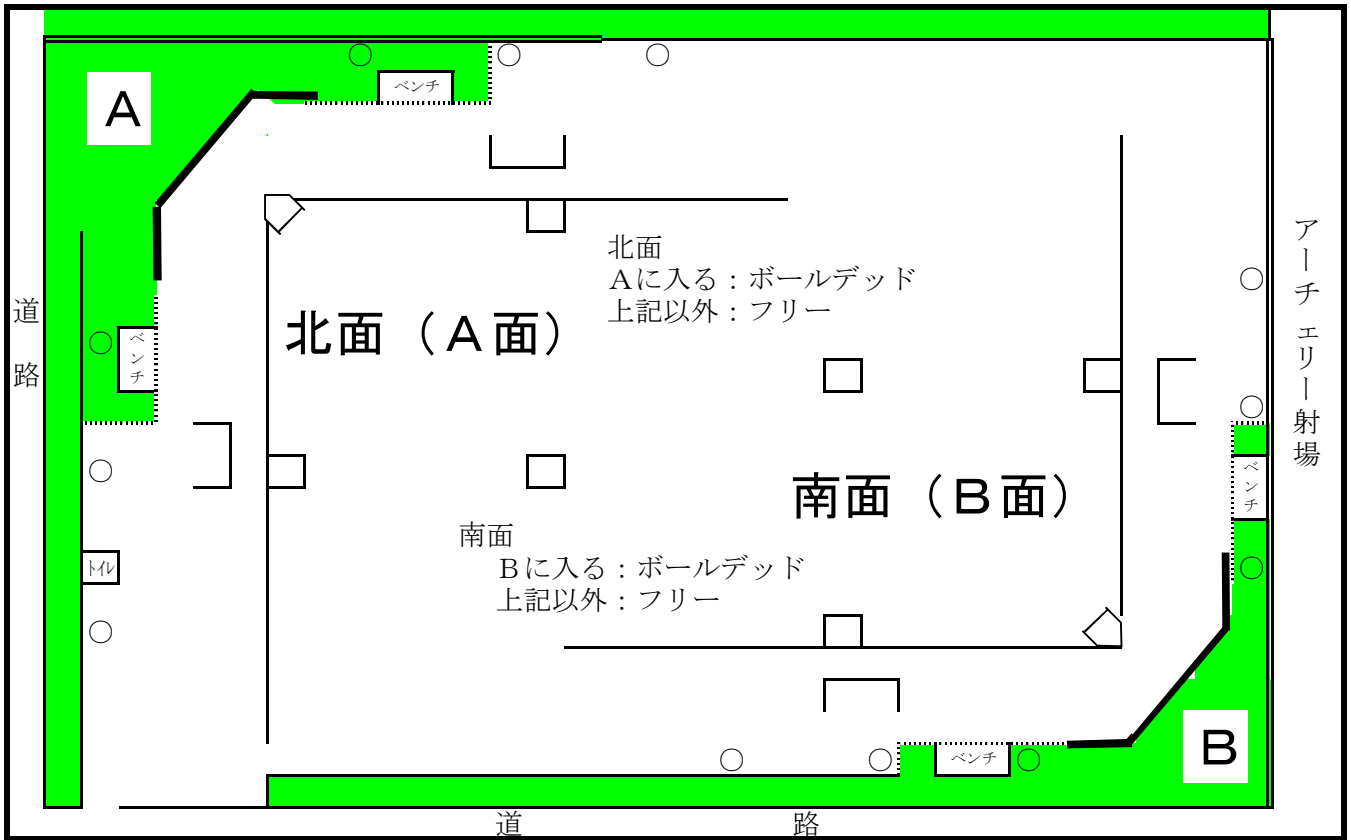 A
ベンチ
北面
Aに入る：ボールデッド
上記以外：フリー
北面（A面）
道路
ベンチ
アーチェリー射場
南面（B面）
ベンチ
南面
Bに入る：ボールデッド
上記以外：フリー
トイレ
B
ベンチ
道路